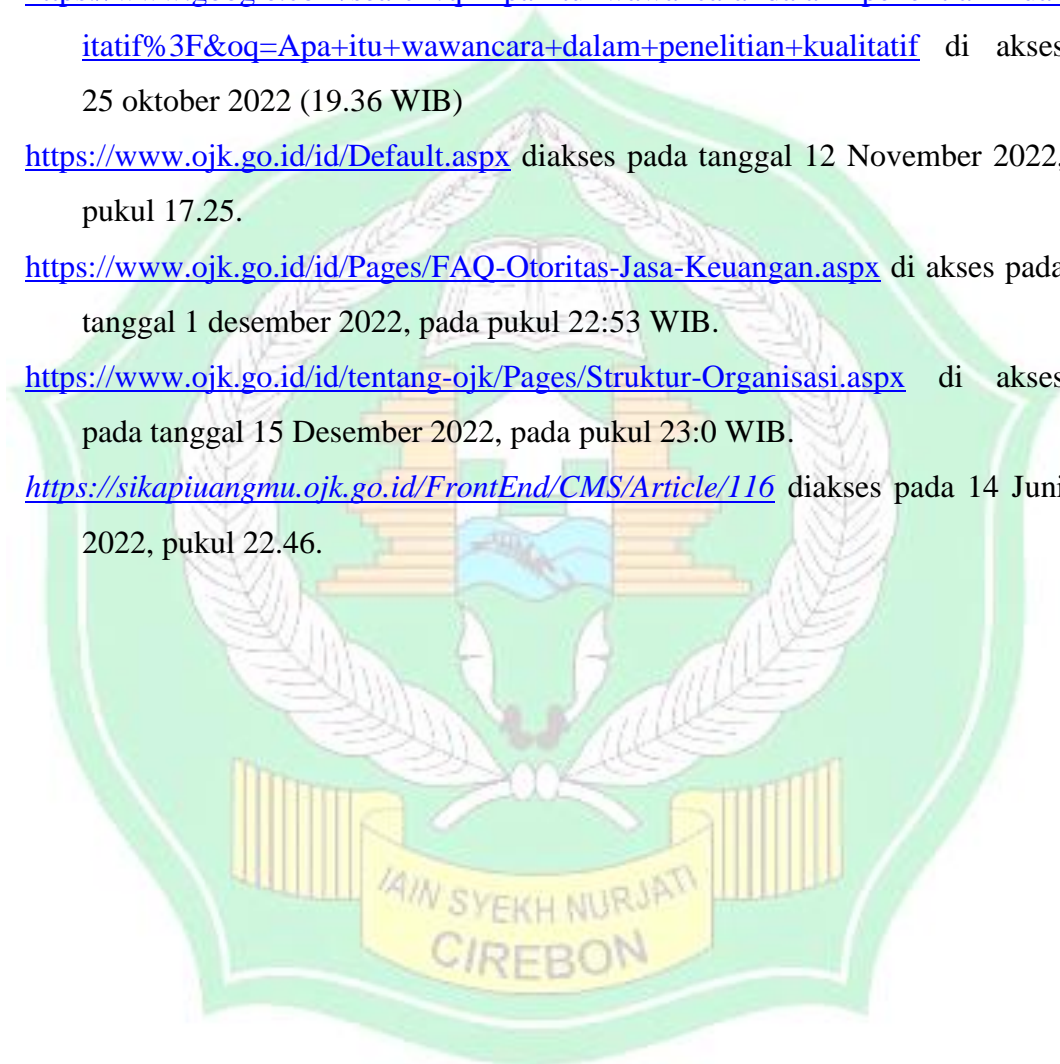 itatif%3F&oq=Apa+itu+wawancara+dalam+penelitian+kualitatif di akses
25 oktober 2022 (19.36 WIB)
https://www.ojk.go.id/id/Default.aspx diakses pada tanggal 12 November 2022,
pukul 17.25.
https://www.ojk.go.id/id/Pages/FAQ-Otoritas-Jasa-Keuangan.aspx di akses pada
tanggal 1 desember 2022, pada pukul 22:53 WIB.
https://www.ojk.go.id/id/tentang-ojk/Pages/Struktur-Organisasi.aspx di akses
pada tanggal 15 Desember 2022, pada pukul 23:0 WIB.
https://sikapiuangmu.ojk.go.id/FrontEnd/CMS/Article/116 diakses pada 14 Juni
2022, pukul 22.46.
IAIN SYEKH NURJATI
CIREBON